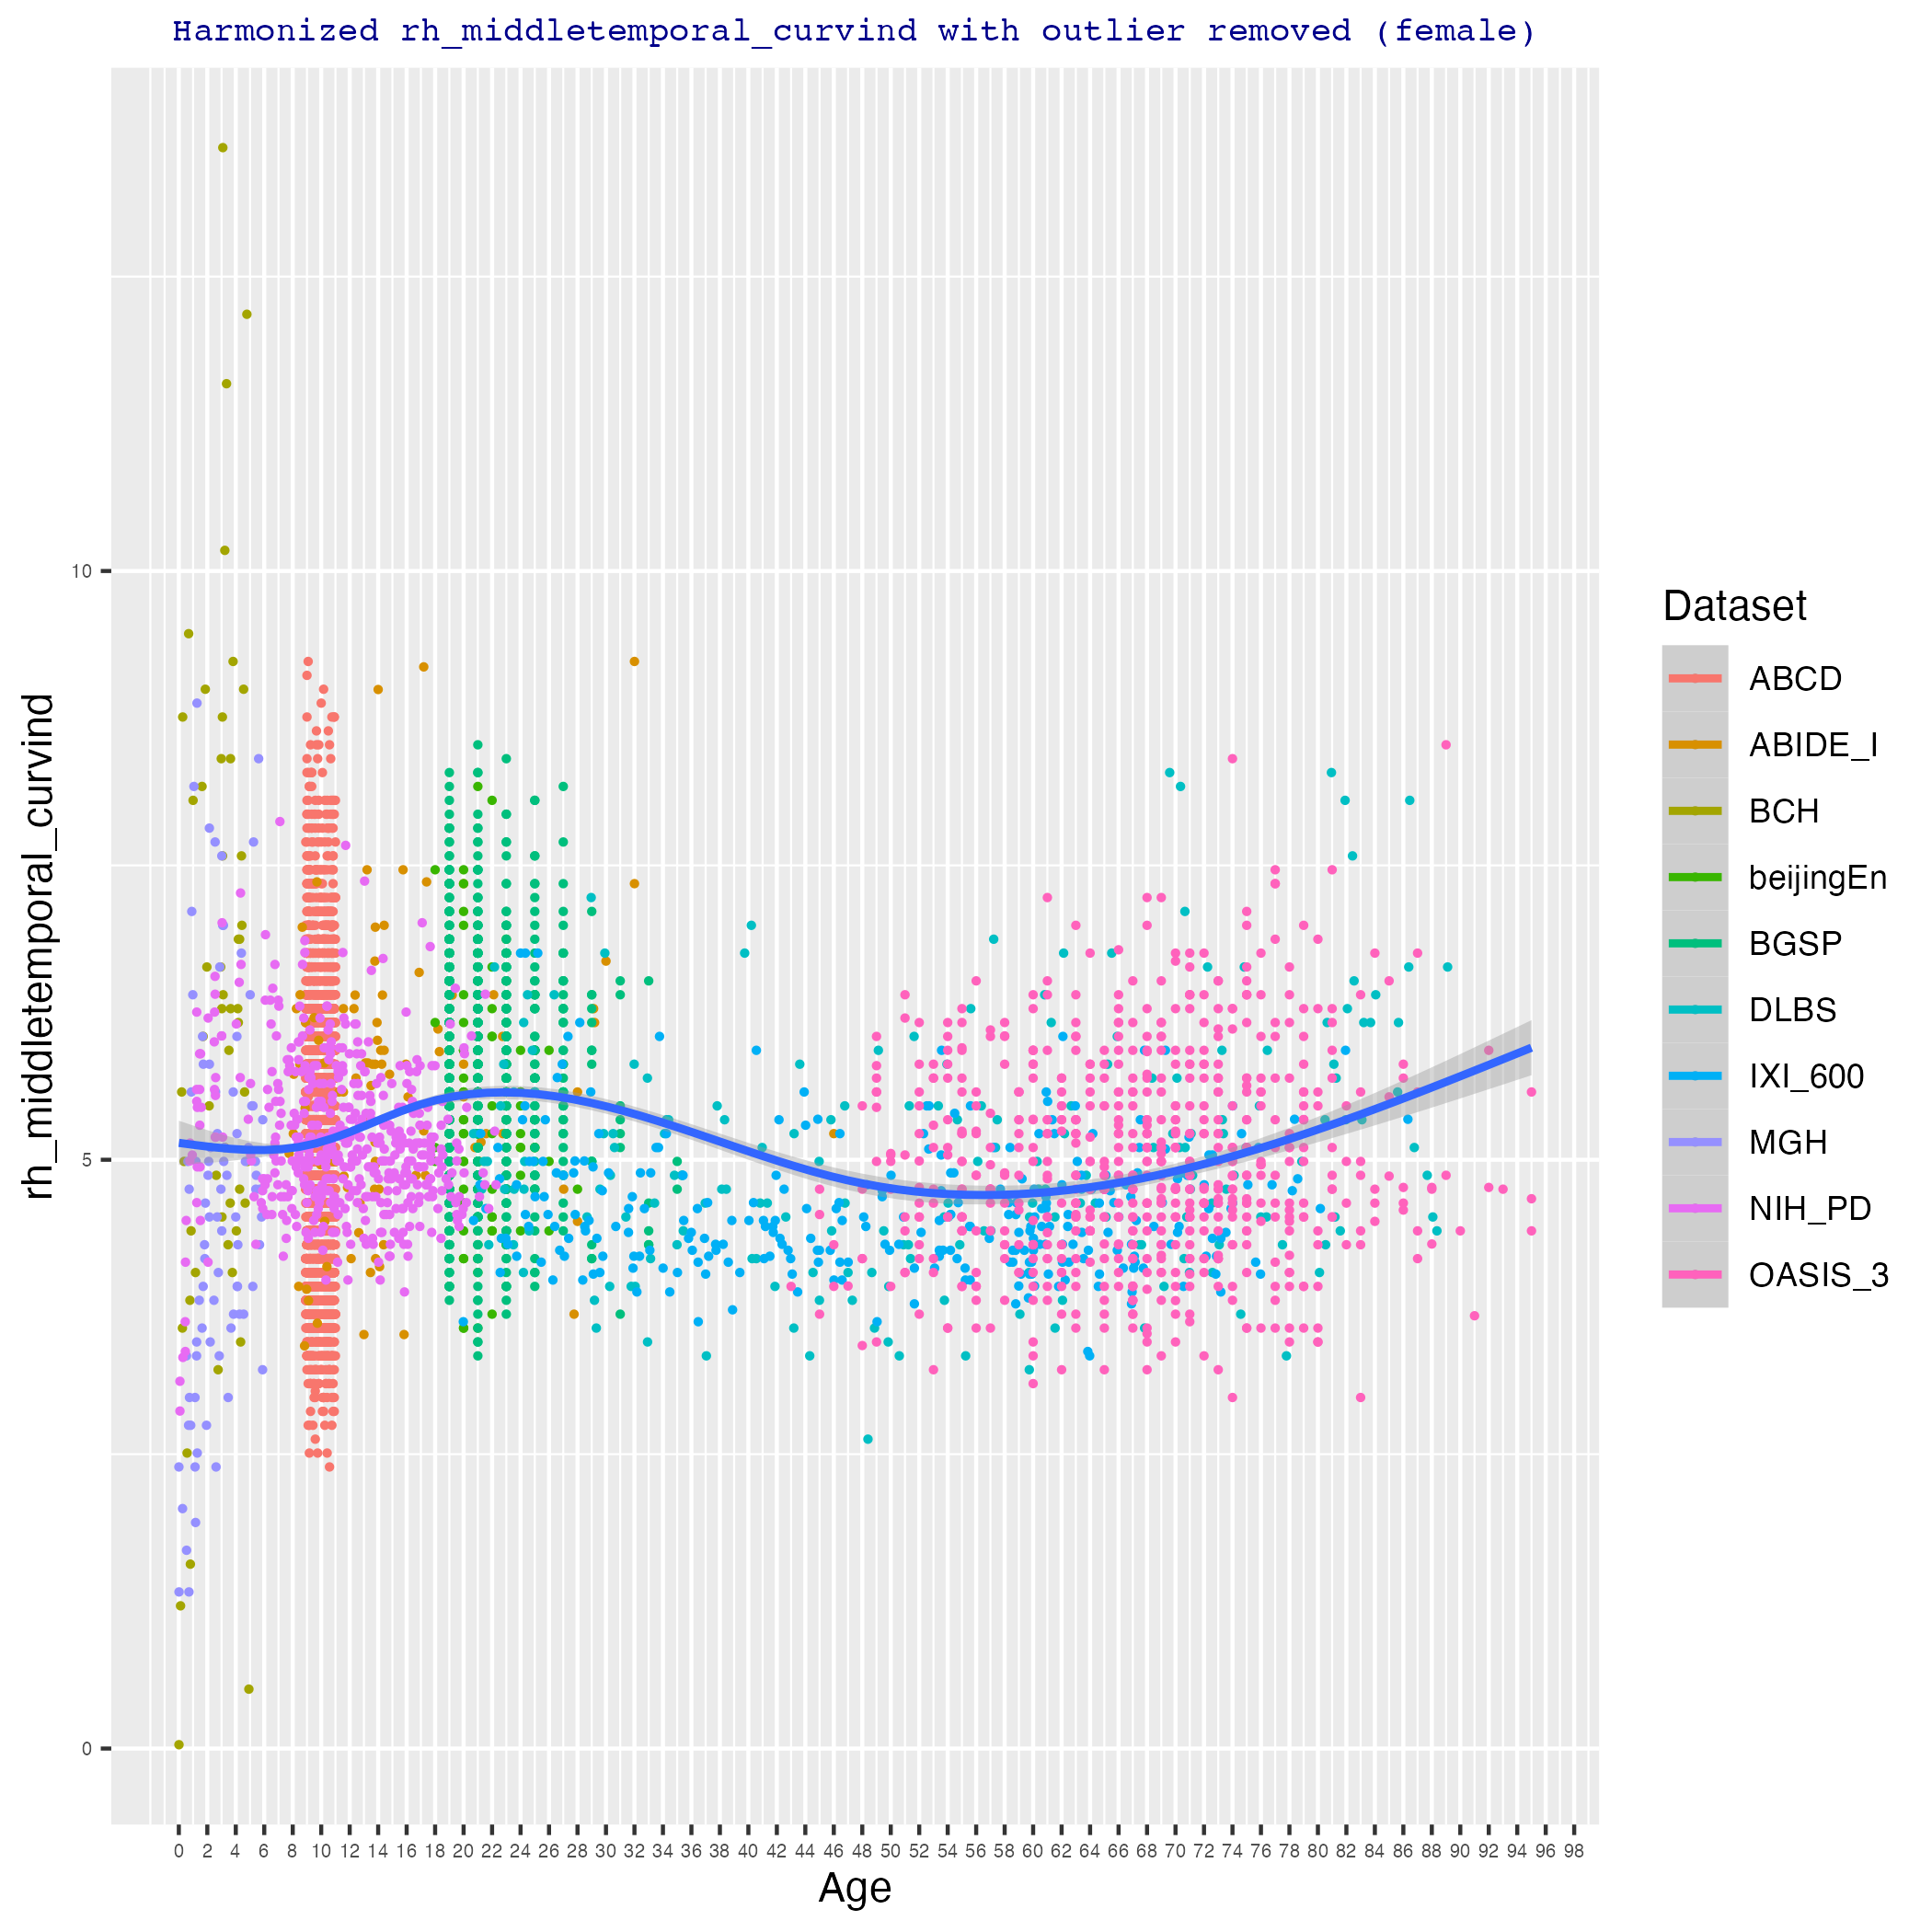 Harmonized rh_middletemporal_curvind with outlier removed (female)
rh_middletemporal_curvind
10
5
0
0 2 4 6 8 10 12 14 16 18 20 22 24 26 28 30 32 34 36 38 40 42 44 46 48 50 52 54 56 58 60 62 64 66 68 70 72 74 76 78 80 82 84 86 88 90 92 94 96 98
Age
Dataset
ABCD
ABIDE_I
BCH
beijingEn
BGSP
DLBS
IXI_600
MGH
NIH_PD
OASIS_3